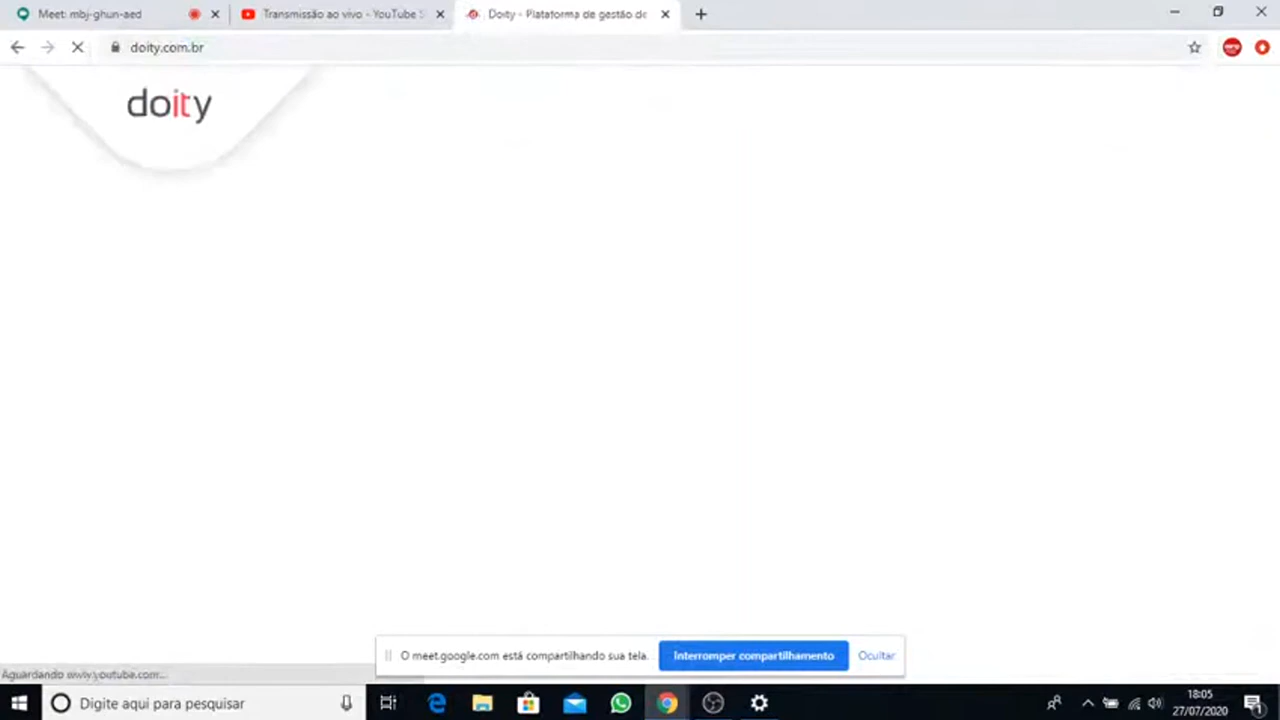 Meet: mbj-ghun-aed
Transmissão ao vivo - YouTube S
Doity - Plataforma de gestão de
doity.com.br
doity
O meet.google.com está compartilhando sua tela.
Interromper compartilhamento
Ocultar
Aguardando www.youtube.com...
Digite aqui para pesquisar
18:05
27/07/2020
1